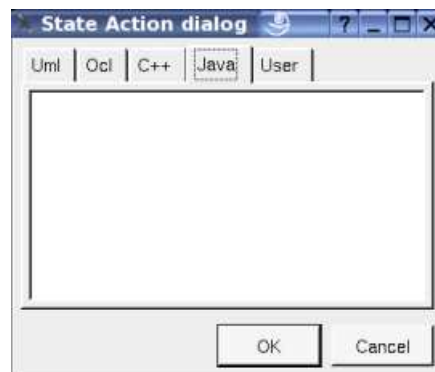 State Action dialog ? _ □ X
Uml Ocl C++ Java User
OK Cancel